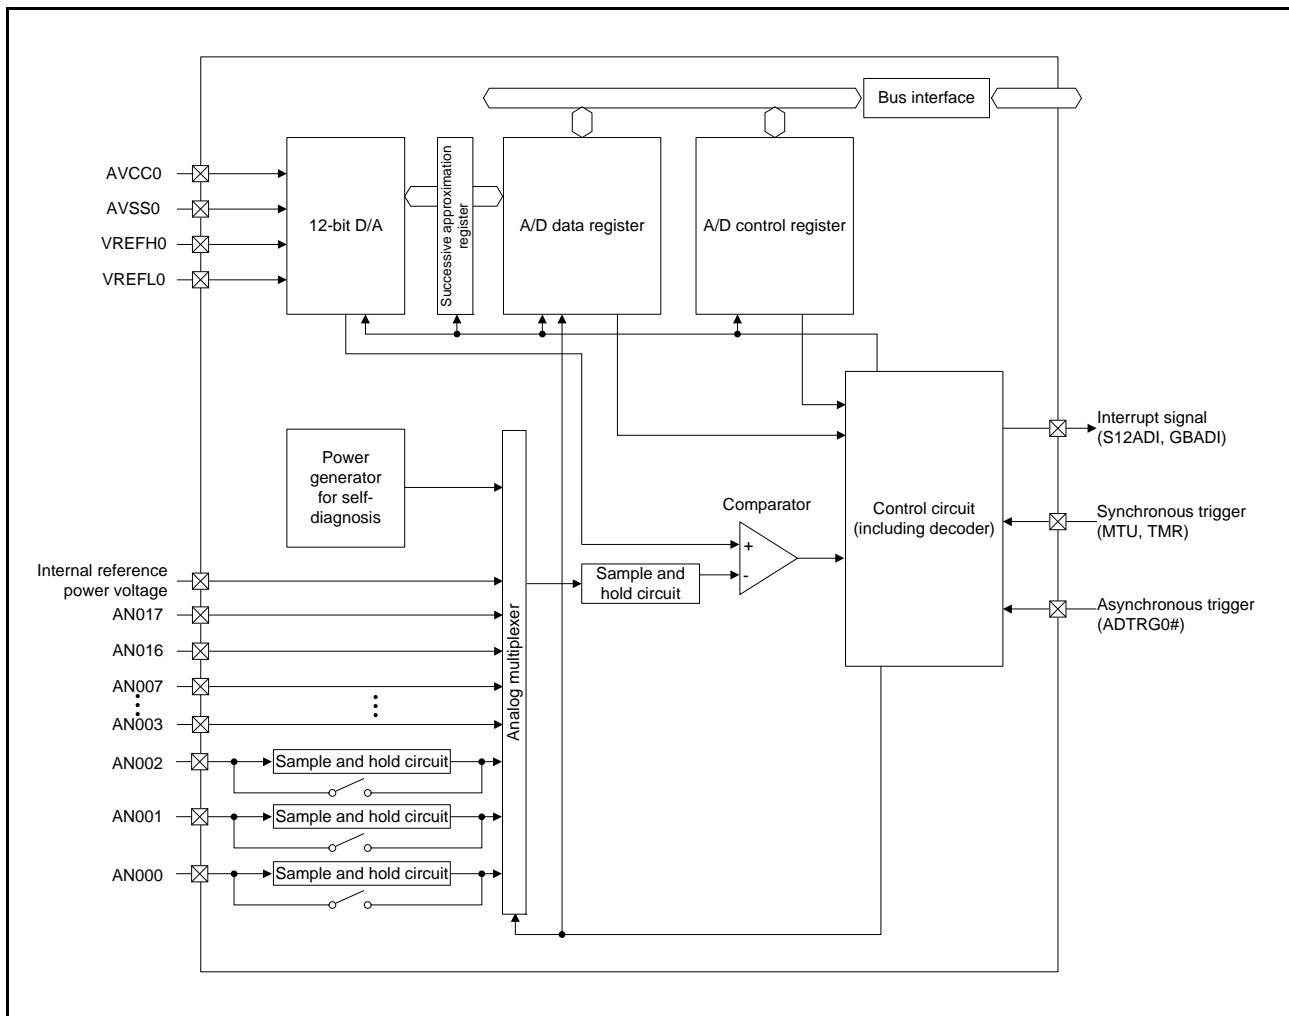 Bus interface
AVCC0
AVSS0
VREFH0
VREFL0
12-bit D/A
Successive approximation
register
A/D data register
A/D control register
Interrupt signal
(S12ADI, GBADI)
Power
generator
for self-
diagnosis
Comparator
+
-
Control circuit
(including decoder)
Synchronous trigger
(MTU, TMR)
Internal reference
power voltage
Sample and
hold circuit
Asynchronous trigger
(ADTRG0#)
Analog multiplexer
AN017
AN016
AN007
AN003
AN002
Sample and hold circuit
AN001
Sample and hold circuit
AN000
Sample and hold circuit